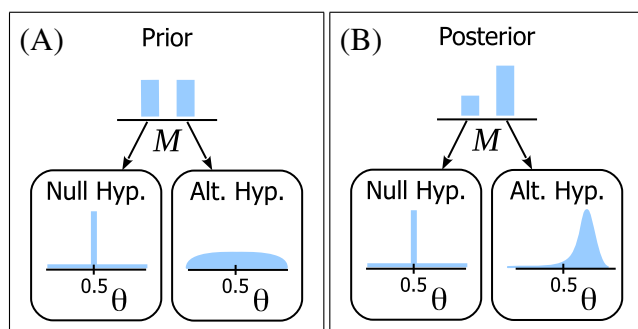 (A)
Prior
M
Null Hyp.
0.5
θ
Alt. Hyp.
0.5
θ
(B)
Posterior
M
Null Hyp.
0.5
θ
Alt. Hyp.
0.5
θ